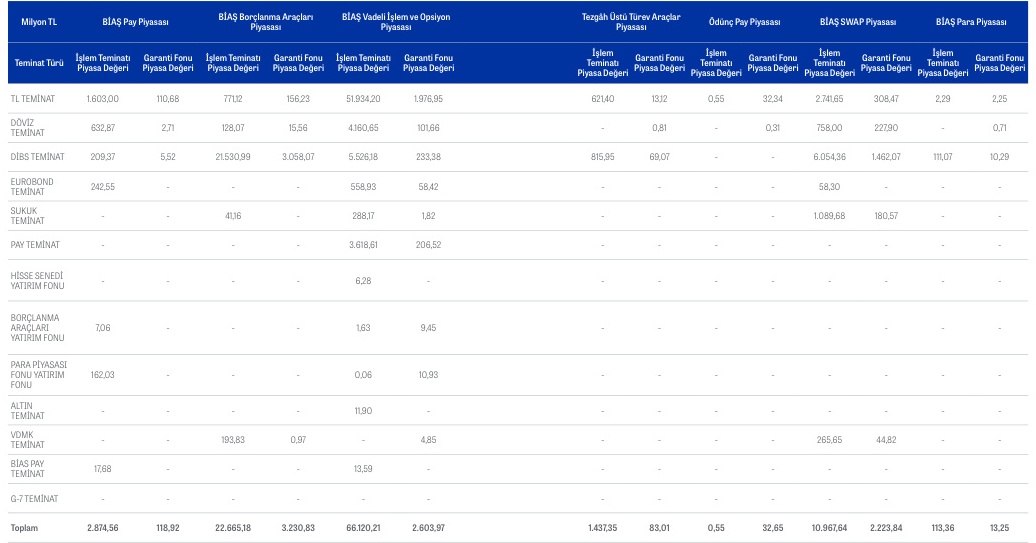 Milyon TL BİAŞ Pay Piyasası BİAŞ Borçlanma Araçları Piyasası BİAŞ Vadeli İşlem ve Opsiyon Piyasası Tezgâh Üstü Türev Araçlar Piyasası Ödünç Pay Piyasası BİAŞ SWAP Piyasası BİAŞ Para Piyasası
Teminat Türü İşlem Teminatı Piyasa Değeri Garanti Fonu Piyasa Değeri İşlem Teminatı Piyasa Değeri Garanti Fonu Piyasa Değeri İşlem Teminatı Piyasa Değeri Garanti Fonu Piyasa Değeri İşlem Teminatı Piyasa Değeri Garanti Fonu Piyasa Değeri İşlem Teminatı Piyasa Değeri Garanti Fonu Piyasa Değeri İşlem Teminatı Piyasa Değeri Garanti Fonu Piyasa Değeri İşlem Teminatı Piyasa Değeri Garanti Fonu Piyasa Değeri
TL TEMİNAT 1.603,00 110,68 771,12 156,23 51.934,20 1.976,95 621,40 13,12 0,55 32,34 2.741,65 308,47 2,29 2,25
DÖVİZ TEMİNAT 632,87 2,71 128,07 15,56 4.160,65 101,66 - 0,81 - 0,31 758,00 227,90 - 0,71
DİBS TEMİNAT 209,37 5,52 21.530,99 3.058,07 5.526,18 233,38 815,95 69,07 - - 6.054,36 1.462,07 111,07 10,29
EUROBOND TEMİNAT 242,55 - - - 558,93 58,42 - - - - 58,30 - - -
SUKUK TEMİNAT - - 41,16 - 288,17 1,82 - - - - 1.089,68 180,57 - -
PAY TEMİNAT - - - - 3.618,61 206,52 - - - - - - - -
HİSSE SENEDİ YATIRIM FONU - - - - 6,28 - - - - - - - - -
BORÇLANMA ARAÇLARI YATIRIM FONU 7,06 - - - 1,63 9,45 - - - - - - - -
PARA PİYASASI FONU YATIRIM FONU 162,03 - - - 0,06 10,93 - - - - - - - -
ALTIN TEMİNAT - - - - 11,90 - - - - - - - - -
VDMK TEMİNAT - - 193,83 0,97 - 4,85 - - - - 265,65 44,82 - -
BİAS PAY TEMİNAT 17,68 - - - 13,59 - - - - - - - - -
G-7 TEMİNAT - - - - - - - - - - - - - -
Toplam 2.874,56 118,92 22.665,18 3.230,83 66.120,21 2.603,97 1.437,35 83,01 0,55 32,65 10.967,64 2.223,84 113,36 13,25